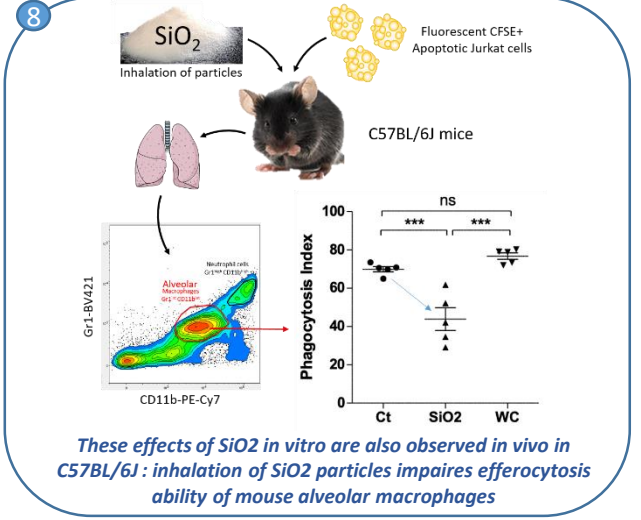 8
SiO2
Inhalation of particles
Fluorescent CFSE+
Apoptotic Jurkat cells
C57BL/6J mice
Neutrophil cells
Alveolar
Macrophages
Gr1-BV421
CD11b-PE-Cy7
ns
*** ***
Phagocytosis Index
100
80
60
40
20
0
Ct SiO2 WC
These effects of SiO2 in vitro are also observed in vivo in
C57BL/6J : inhalation of SiO2 particles impaires efferocytosis
ability of mouse alveolar macrophages